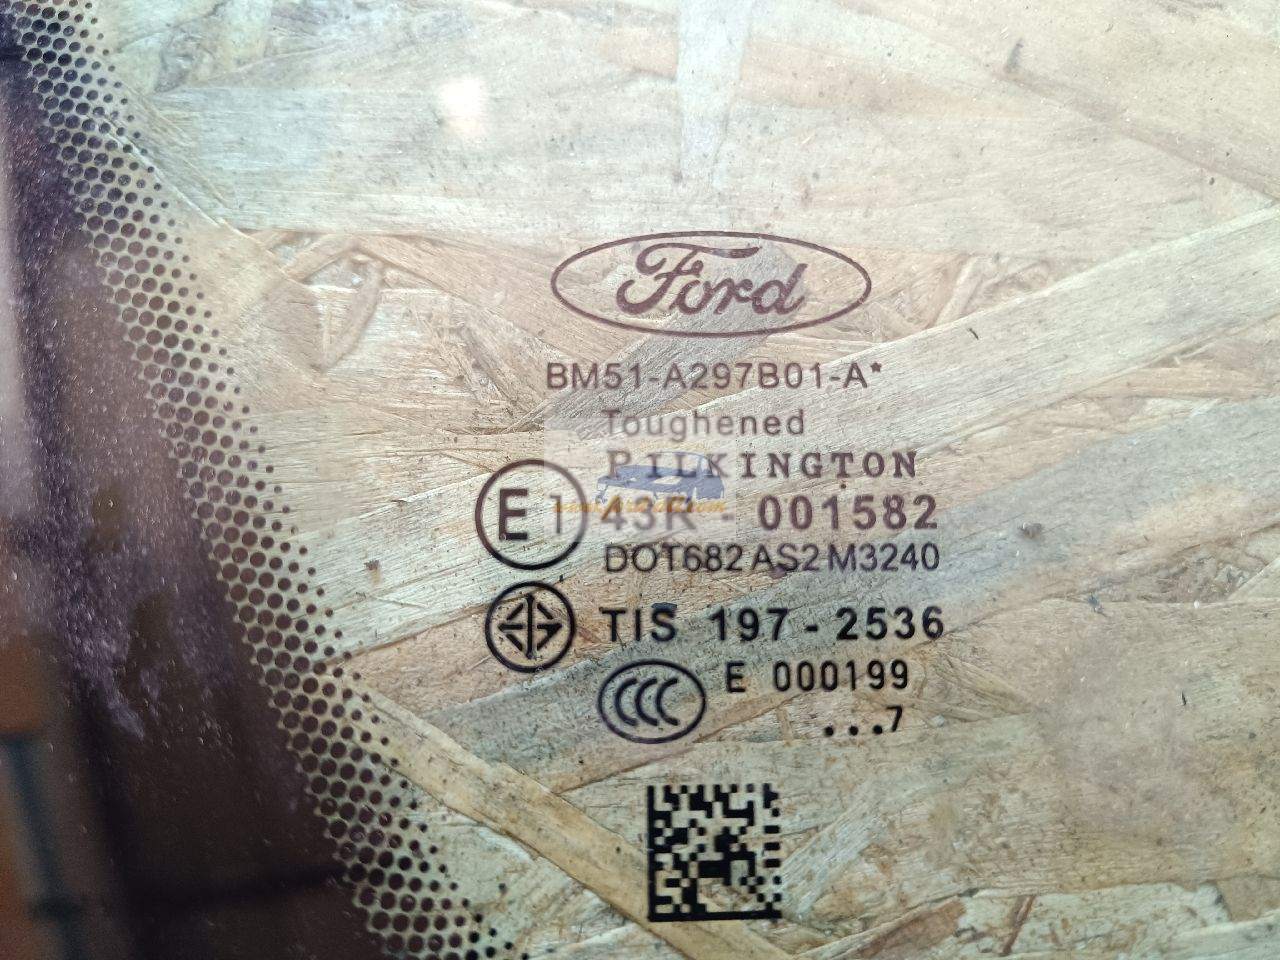 Ford
BM51-A297B01-A*
Toughened
PILKINGTON
E1 43R - 001582
DOT682 AS2 M3240
TIS 197 - 2536
CCC E 000199
...7